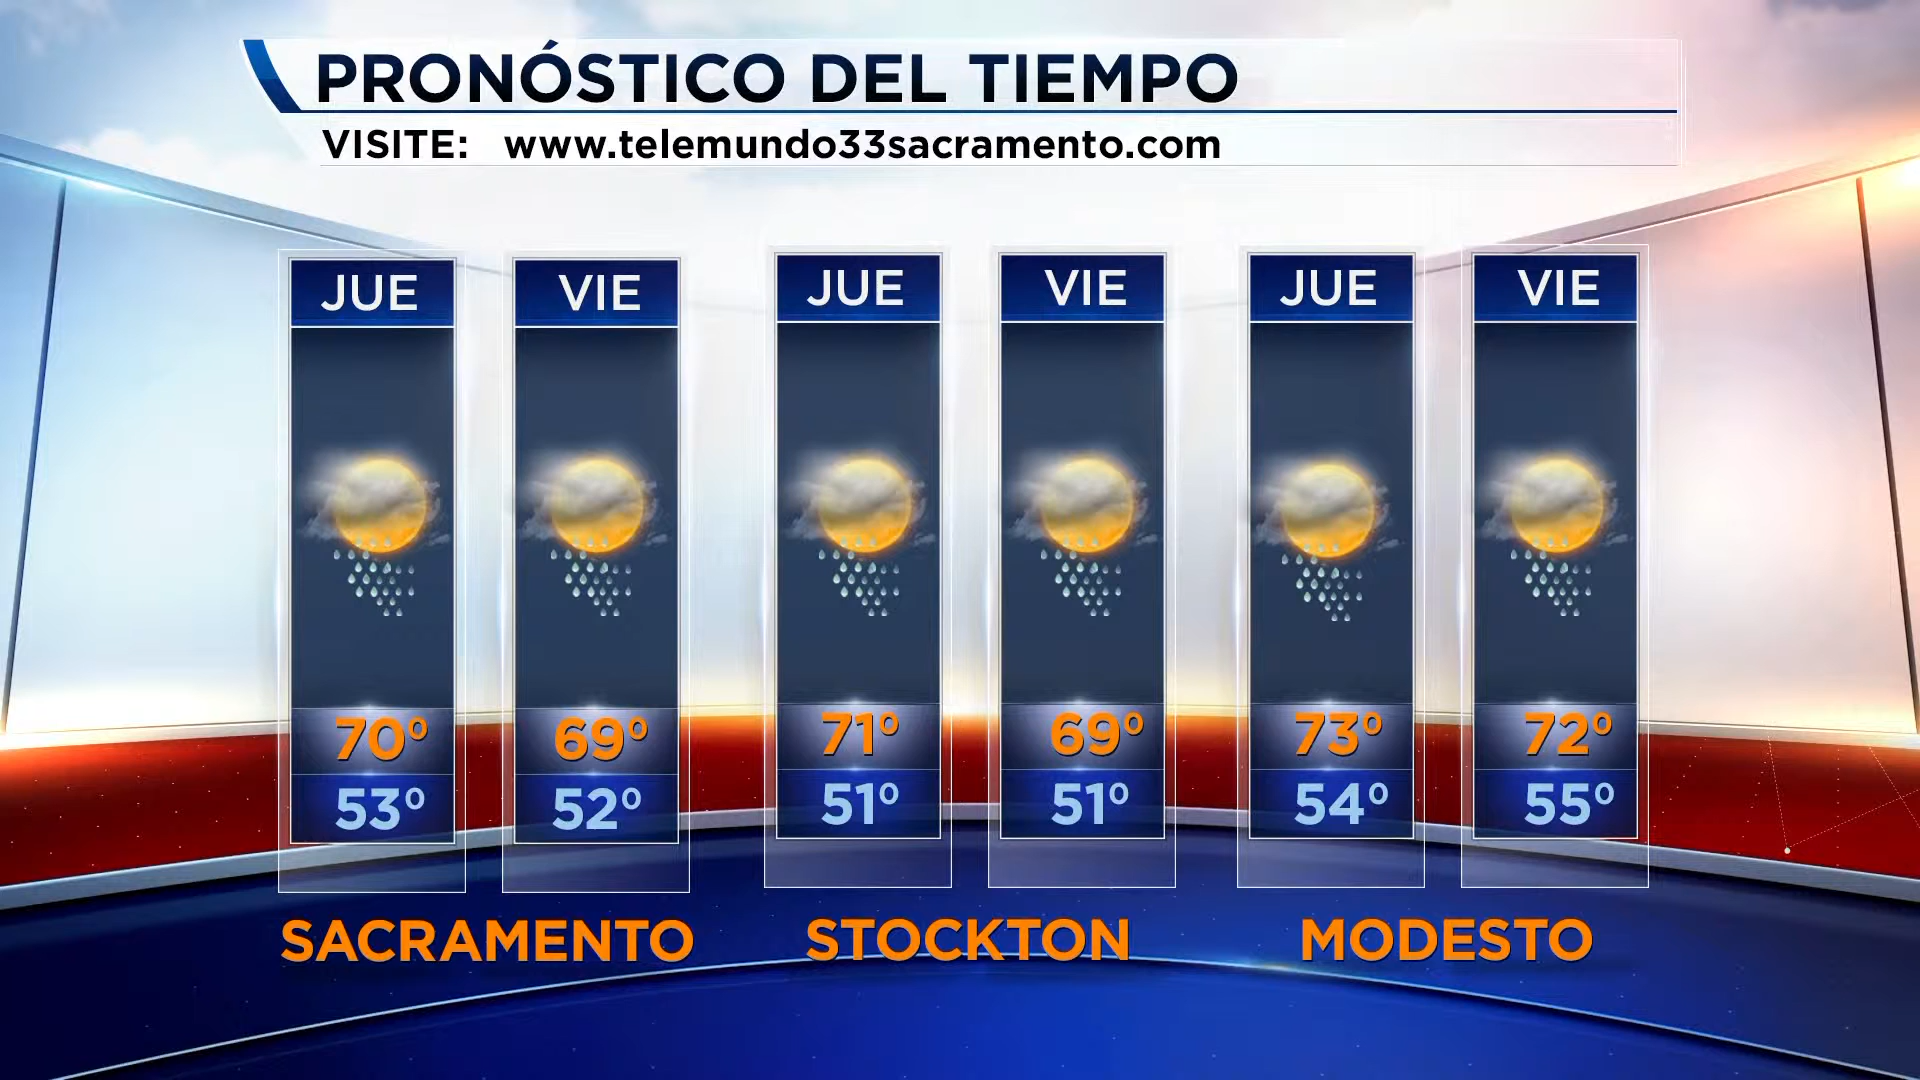 PRONÓSTICO DEL TIEMPO
VISITE: www.telemundo33sacramento.com
JUE VIE JUE VIE JUE VIE
70° 69° 71° 69° 73° 72°
53° 52° 51° 51° 54° 55°
SACRAMENTO STOCKTON MODESTO